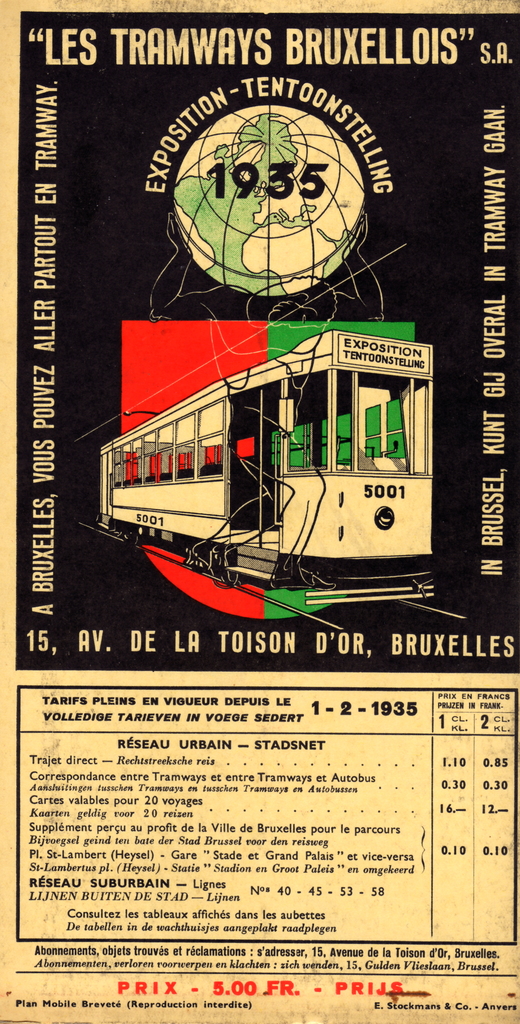 "LES TRAMWAYS BRUXELLOIS" S.A.
EXPOSITION - TENTOONSTELLING
1935
A BRUXELLES, VOUS POUVEZ ALLER PARTOUT EN TRAMWAY.
IN BRUSSEL, KUNT GIJ OVERAL IN TRAMWAY GAAN.
EXPOSITION
TENTOONSTELLING
5001
5001
15, AV. DE LA TOISON D'OR, BRUXELLES
TARIFS PLEINS EN VIGUEUR DEPUIS LE
VOLLEDIGE TARIEVEN IN VOEGE SEDERT
1 - 2 - 1935
PRIX EN FRANCS
PRIJZEN IN FRANK-
1 CL. KL. 2 CL. KL.
RÉSEAU URBAIN — STADSNET
Trajet direct — Rechtstreeksche reis . . . . . . . . . 1.10 0.85
Correspondance entre Tramways et entre Tramways et Autobus 0.30 0.30
Aansluitingen tusschen Tramways en tusschen Tramways en Autobussen
Cartes valables pour 20 voyages 16.— 12.—
Kaarten geldig voor 20 reizen
Supplément perçu au profit de la Ville de Bruxelles pour le parcours
Bijvoegsel geind ten bate der Stad Brussel voor den reisweg
Pl. St-Lambert (Heysel) - Gare "Stade et Grand Palais" et vice-versa 0.10 0.10
St-Lambertus pl. (Heysel) - Statie "Stadion en Groot Paleis" en omgekeerd
RÉSEAU SUBURBAIN — Lignes
LIJNEN BUITEN DE STAD — Lijnen
Nos 40 - 45 - 53 - 58
Consultez les tableaux affichés dans les aubettes
De tabellen in de wachthuisjes aangeplakt raadplegen
Abonnements, objets trouvés et réclamations : s'adresser, 15, Avenue de la Toison d'Or, Bruxelles.
Abonnementen, verloren voorwerpen en klachten : zich wenden, 15, Gulden Vlieslaan, Brussel.
PRIX - 5.00 FR. - PRIJS
Plan Mobile Breveté (Reproduction interdite)
E. Stockmans & Co. - Anvers